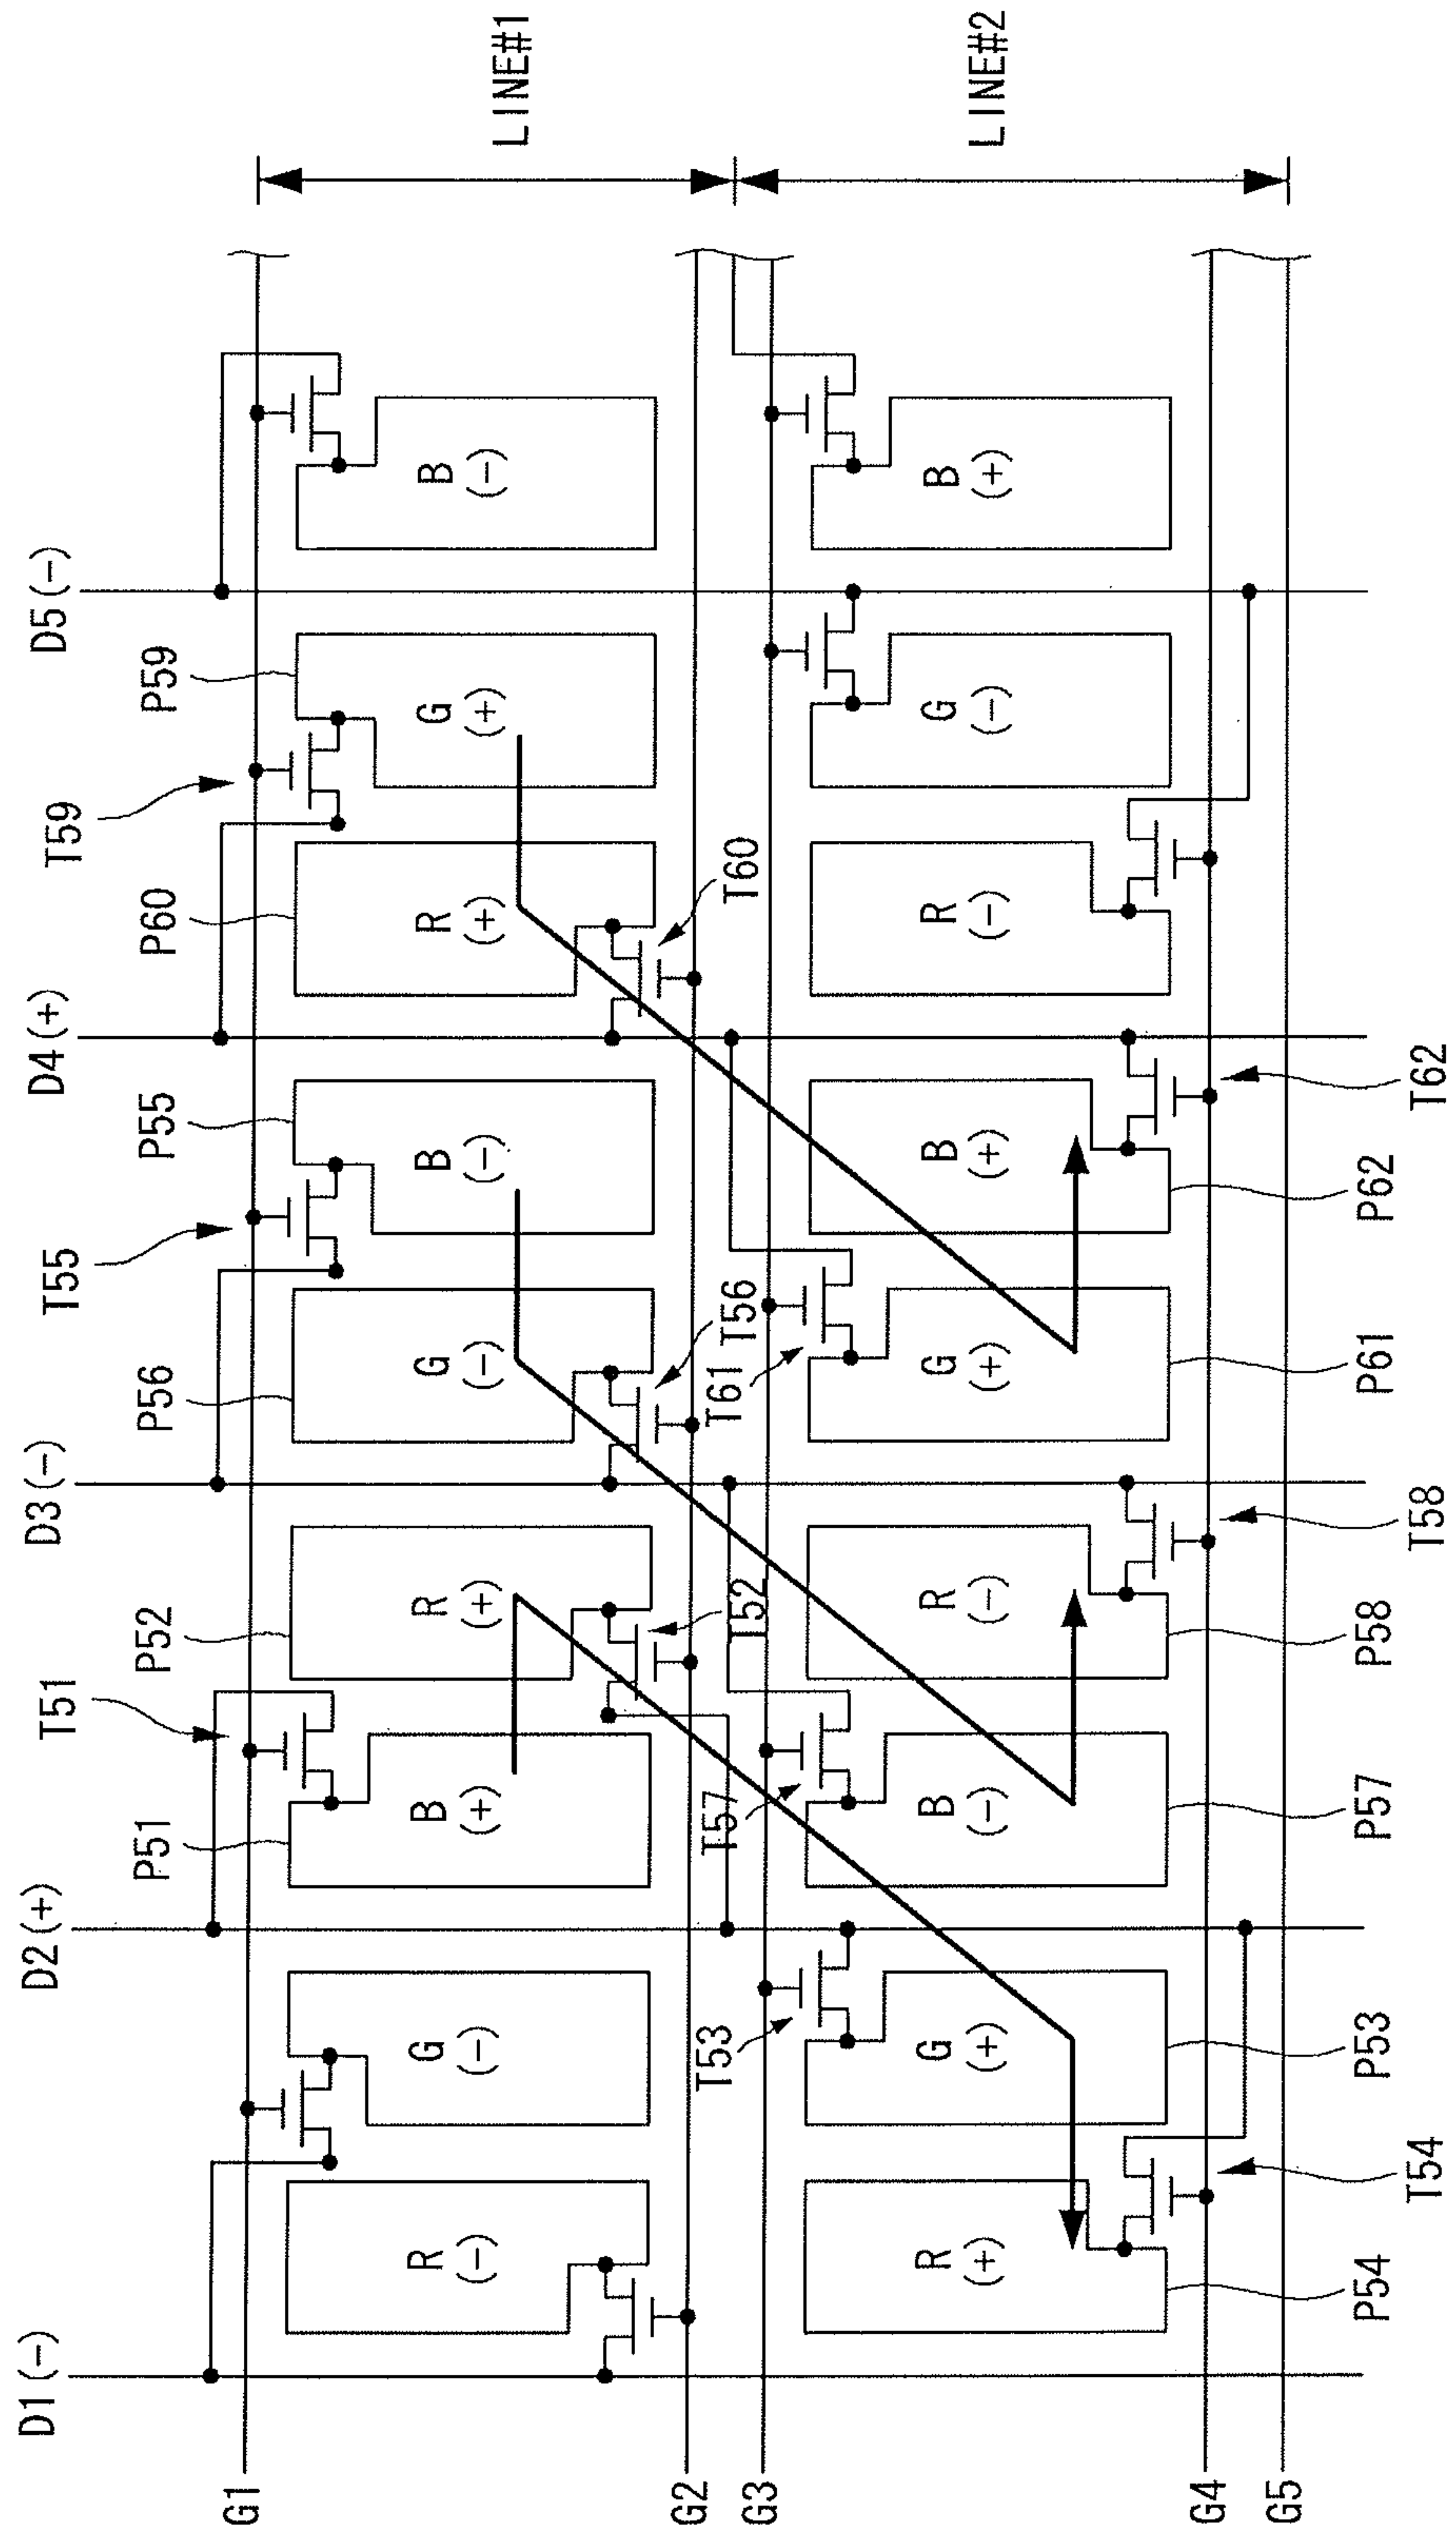 D1(-) D2(+) D3(-) D4(+) D5(-)
T51 T55 T59
P51 P52 P56 P55 P60 P59
G1
R G B R G B R G B
(-) (-) (+) (+) (-) (-) (+) (+) (-)
LINE#1
G2
T53 T57 T61
T52 T56 T60
G3
R G B R G B R G B
(+) (+) (-) (-) (+) (+) (-) (-) (+)
LINE#2
G4
G5
P54 P53 P57 P58 P61 P62
T54 T58 T62